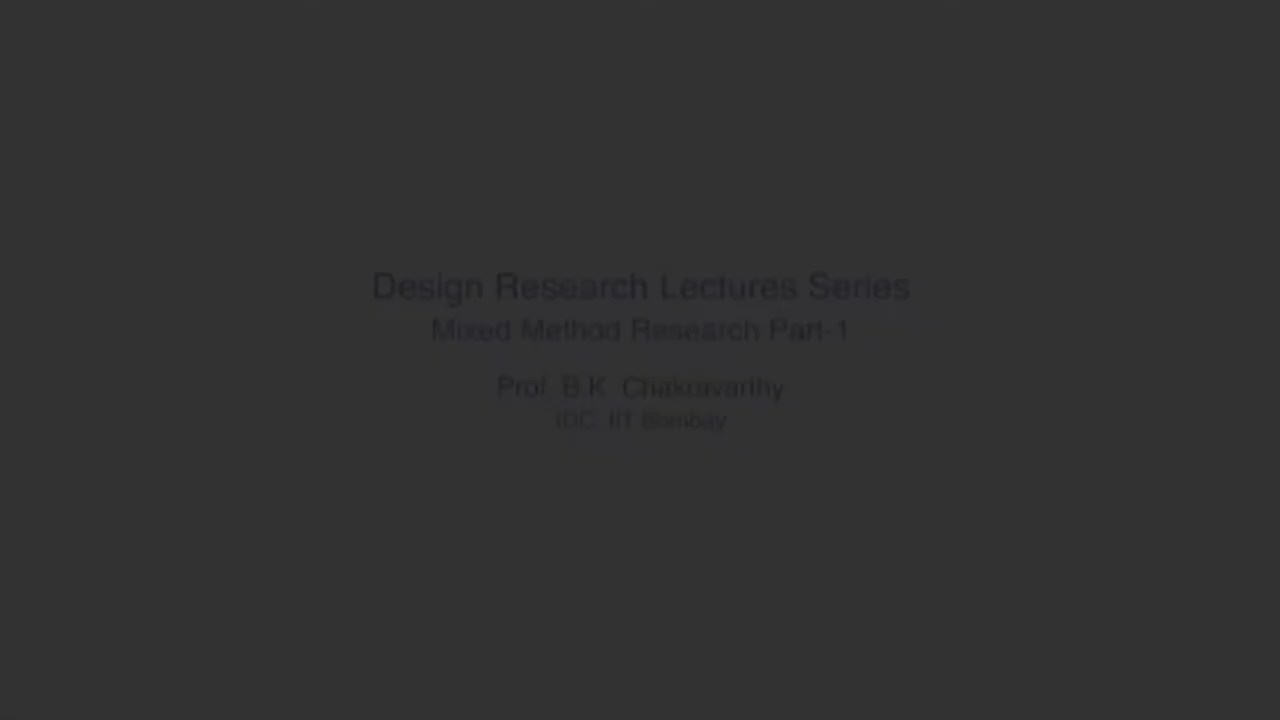 Design Research Lectures Series
Mixed Method Research Part-1
Prof. B.K. Chakravarthy
IDC, IIT Bombay